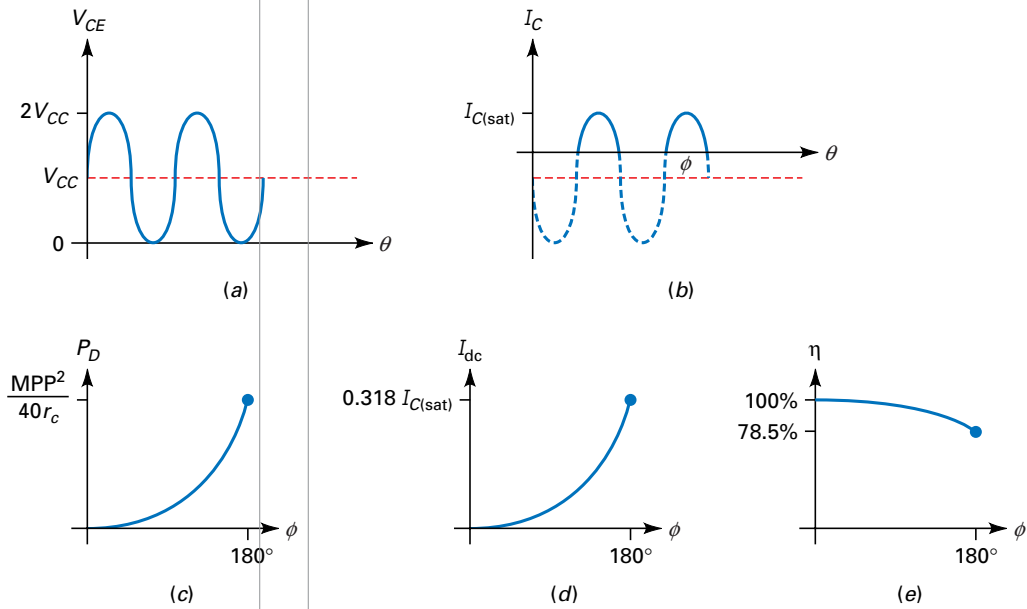 V_CE
2V_CC
V_CC
0
θ
(a)
I_C
I_C(sat)
ϕ
θ
(b)
P_D
MPP²
40r_c
ϕ
180°
(c)
I_dc
0.318 I_C(sat)
ϕ
180°
(d)
η
100%
78.5%
ϕ
180°
(e)